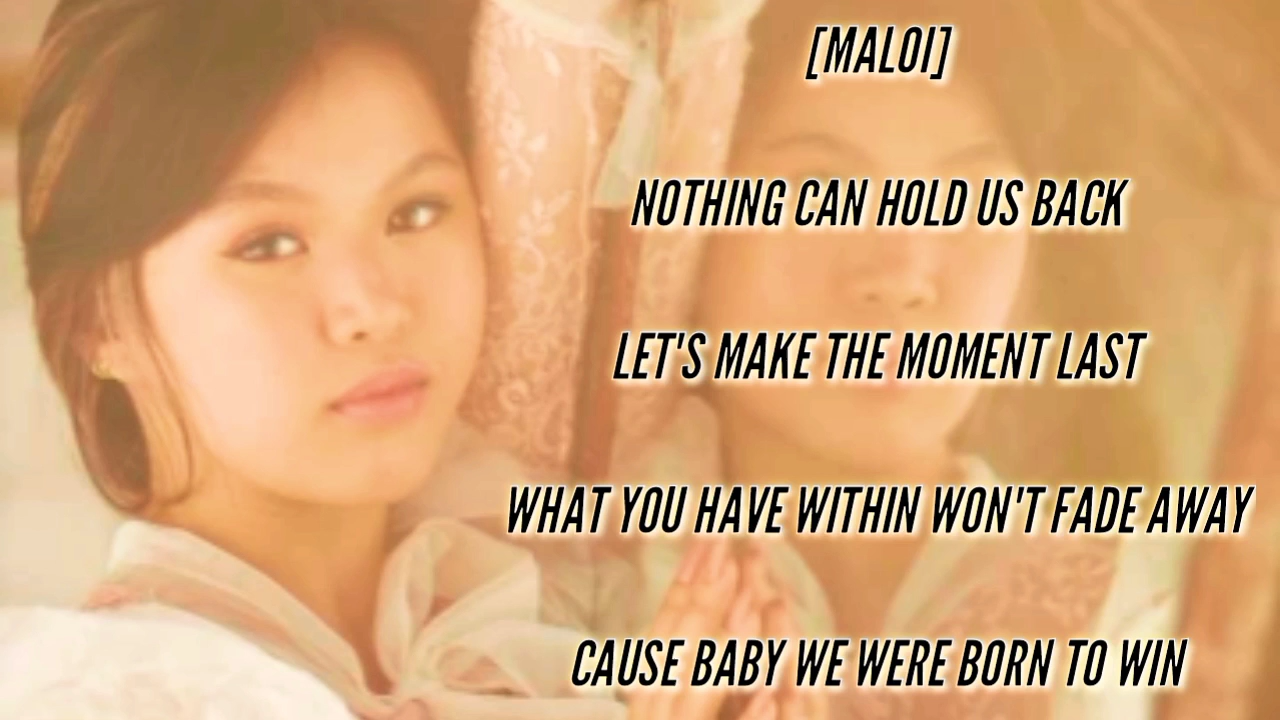 [MALOI]
NOTHING CAN HOLD US BACK
LET'S MAKE THE MOMENT LAST
WHAT YOU HAVE WITHIN WON'T FADE AWAY
CAUSE BABY WE WERE BORN TO WIN